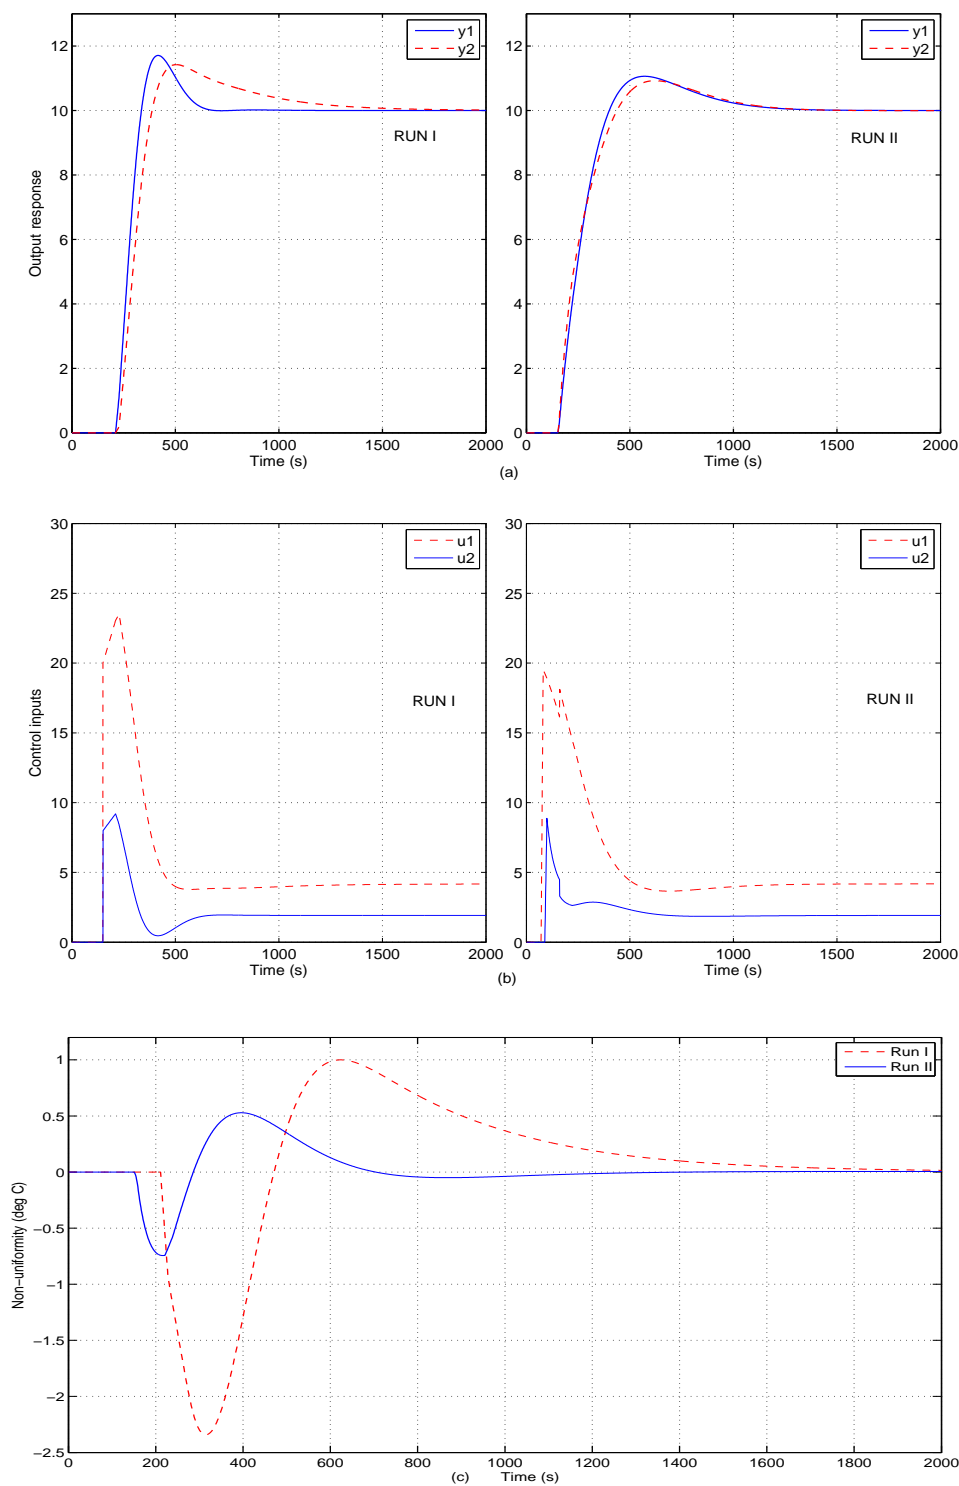 y1
y2
RUN I
Output response
12
10
8
6
4
2
0
0 500 1000 1500 2000
Time (s)
y1
y2
RUN II
12
10
8
6
4
2
0
0 500 1000 1500 2000
Time (s)
(a)
u1
u2
RUN I
Control inputs
30
25
20
15
10
5
0
0 500 1000 1500 2000
Time (s)
u1
u2
RUN II
30
25
20
15
10
5
0
0 500 1000 1500 2000
Time (s)
(b)
Run I
Run II
Non−uniformity (deg C)
1
0.5
0
−0.5
−1
−1.5
−2
−2.5
0 200 400 600 800 1000 1200 1400 1600 1800 2000
(c) Time (s)